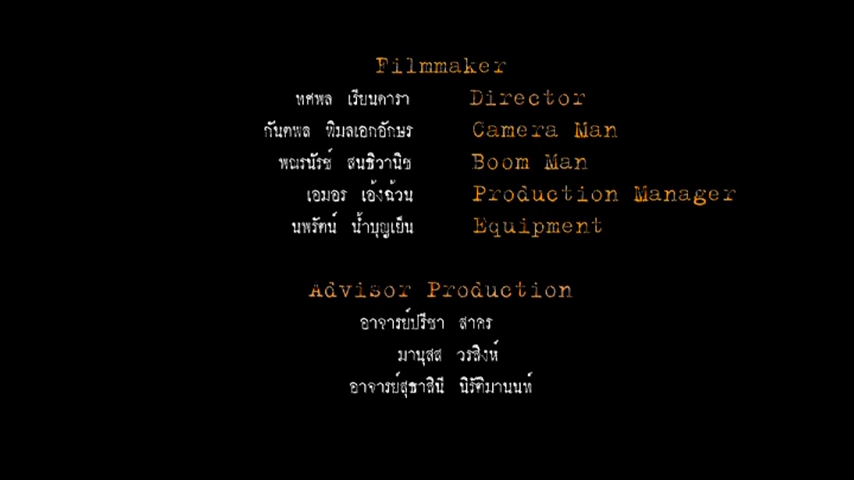 Filmmaker
ทศพล เรียนดารา Director
กันตพล พิมลเอกอักษร Camera Man
พณรนัรช์ สนธิวานิช Boom Man
เอมอร เอ้งฉ้วน Production Manager
นพรัตน์ น้ำบุญเย็น Equipment
Advisor Production
อาจารย์ปรีชา สาคร
มานุสส วรสิงห์
อาจารย์สุธาสินี นิรัติมานนท์